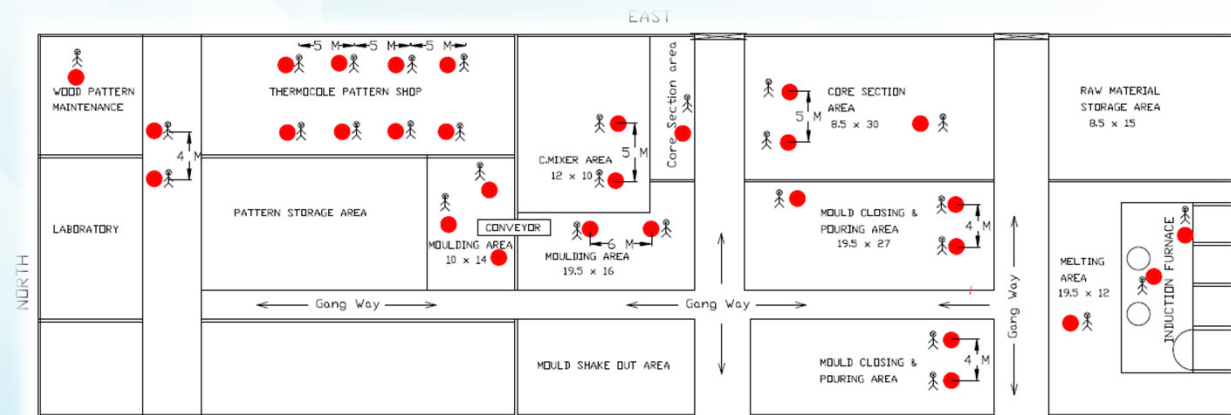 EAST
NORTH
WOOD PATTERN
MAINTENANCE
4 M
5 M 5 M 5 M
THERMOCOLE PATTERN SHOP
LABORATORY
PATTERN STORAGE AREA
MOULDING AREA
10 x 14
CONVEYOR
C.MIXER AREA
12 x 10
5 M
Core Section area
6 M
MOULDING AREA
19.5 x 16
CORE SECTION
AREA
8.5 x 30
5 M
MOULD CLOSING &
POURING AREA
19.5 x 27
4 M
RAW MATERIAL
STORAGE AREA
8.5 x 15
MELTING
AREA
19.5 x 12
INDUCTION FURNACE
Gang Way
Gang Way
Gang Way
MOULD SHAKE OUT AREA
MOULD CLOSING &
POURING AREA
4 M